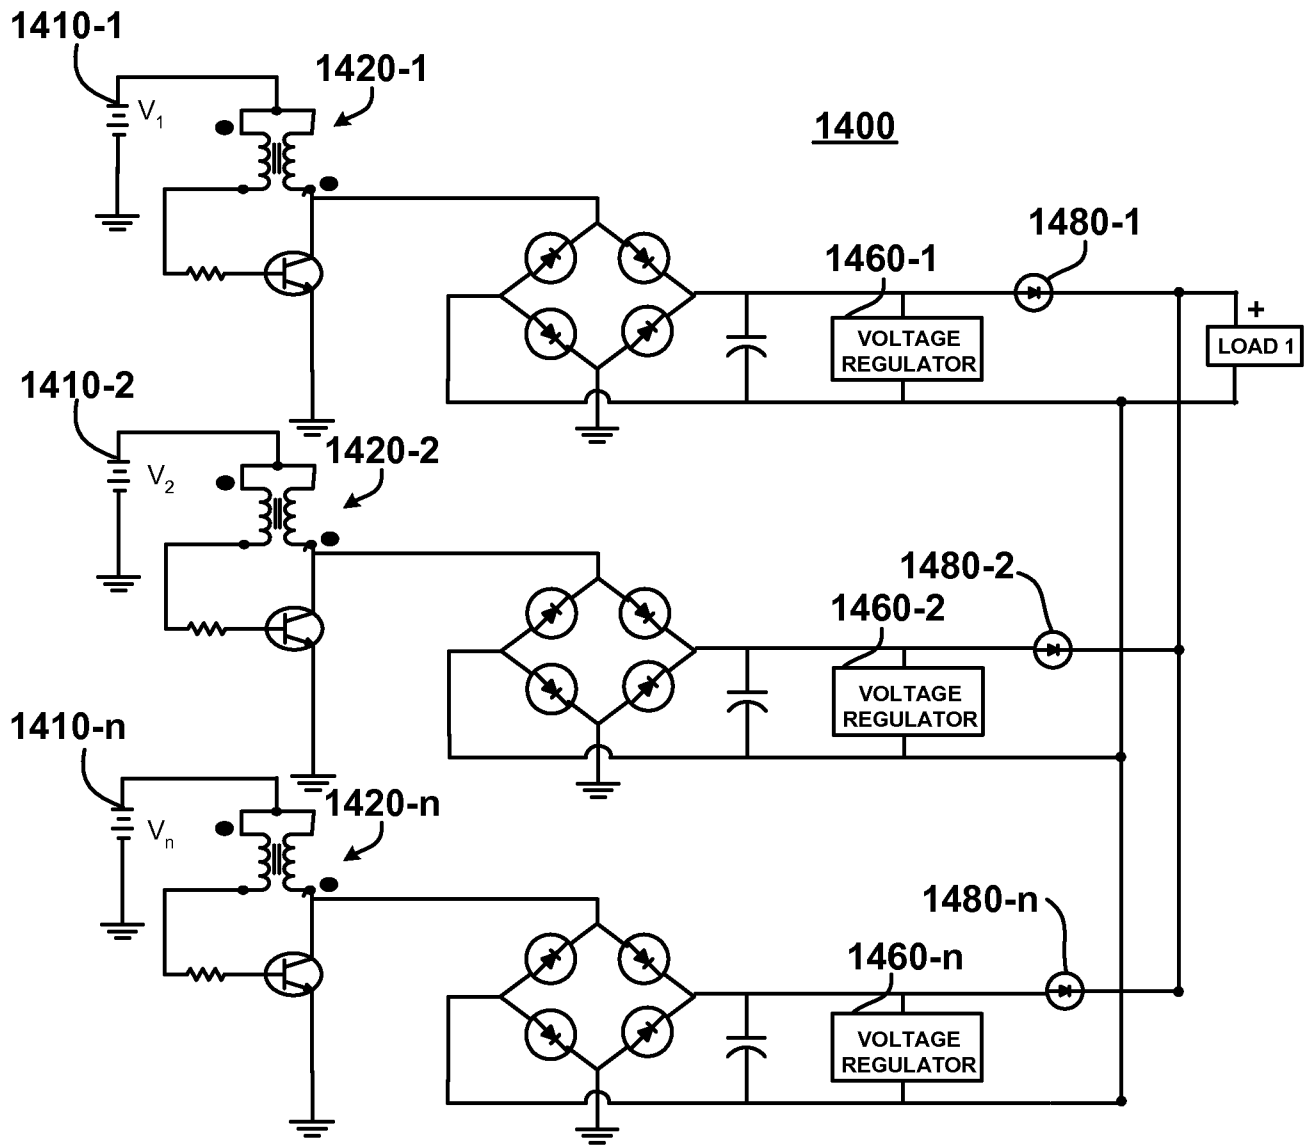 1410-1
1420-1
V1
1400
1480-1
1460-1
+
VOLTAGE
REGULATOR
LOAD 1
1410-2
1420-2
V2
1480-2
1460-2
VOLTAGE
REGULATOR
1410-n
1420-n
Vn
1480-n
1460-n
VOLTAGE
REGULATOR